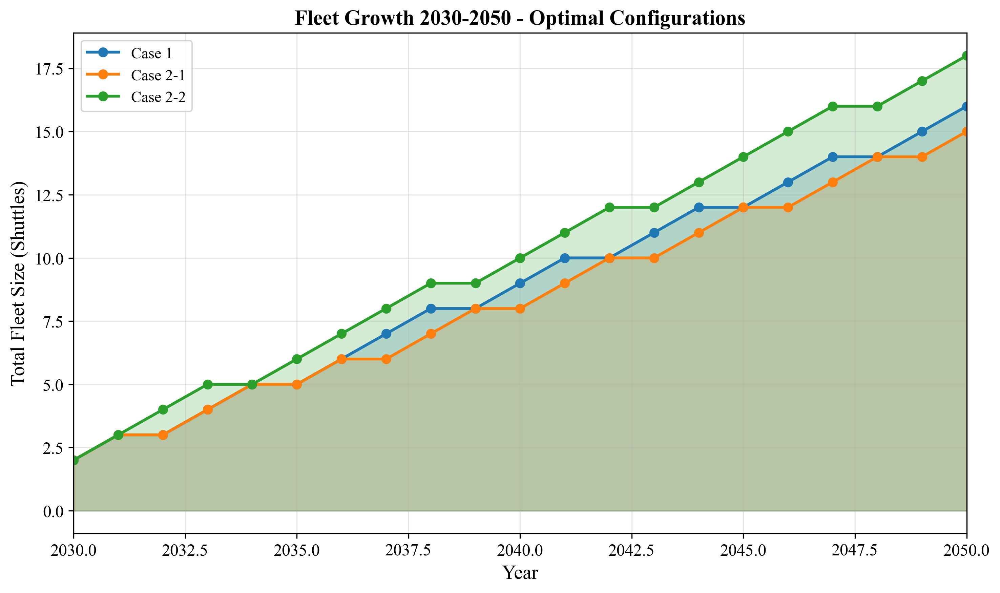 Fleet Growth 2030-2050 - Optimal Configurations
Case 1
Case 2-1
Case 2-2
Total Fleet Size (Shuttles)
17.5
15.0
12.5
10.0
7.5
5.0
2.5
0.0
2030.0 2032.5 2035.0 2037.5 2040.0 2042.5 2045.0 2047.5 2050.0
Year